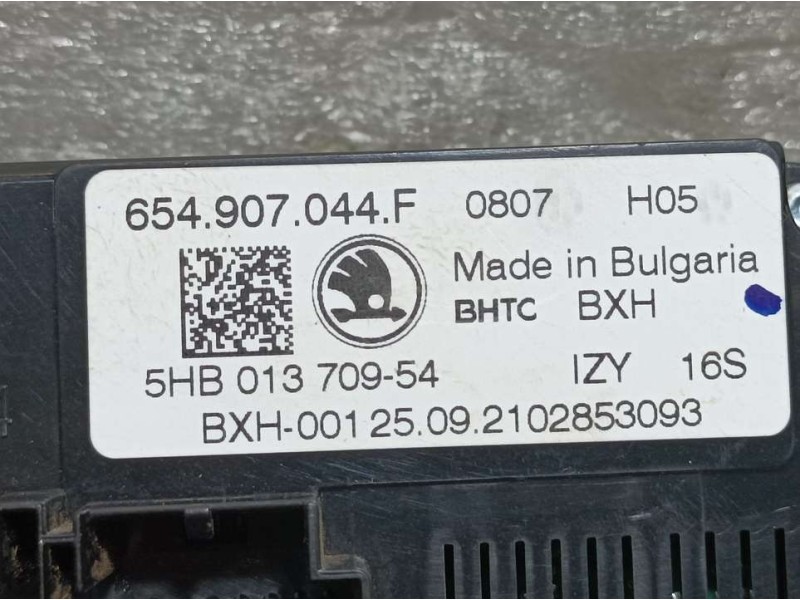 654.907.044.F 0807 H05
Made in Bulgaria
BHTC BXH
5HB 013 709-54 IZY 16S
BXH-001 25.09.2102853093